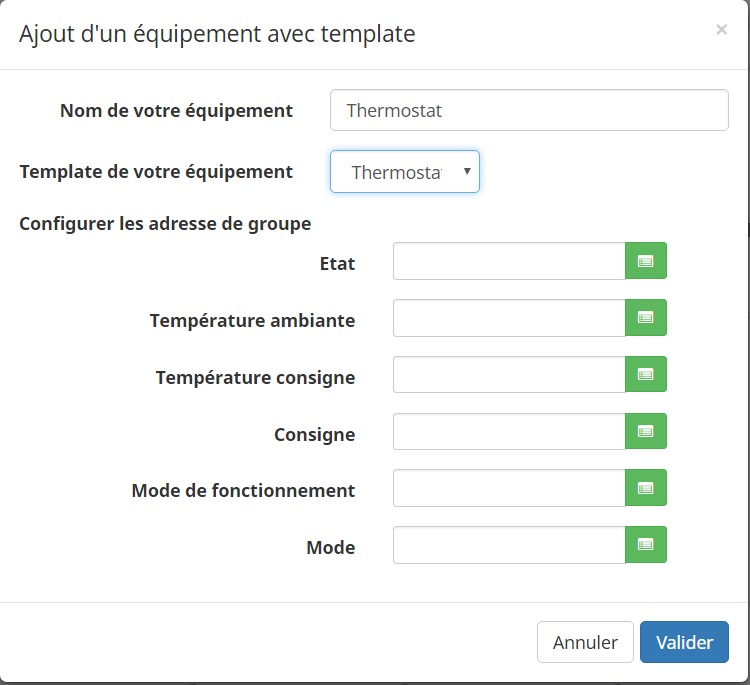 Ajout d'un équipement avec template
×
Nom de votre équipement Thermostat
Template de votre équipement Thermosta
Configurer les adresse de groupe
Etat
Température ambiante
Température consigne
Consigne
Mode de fonctionnement
Mode
Annuler Valider